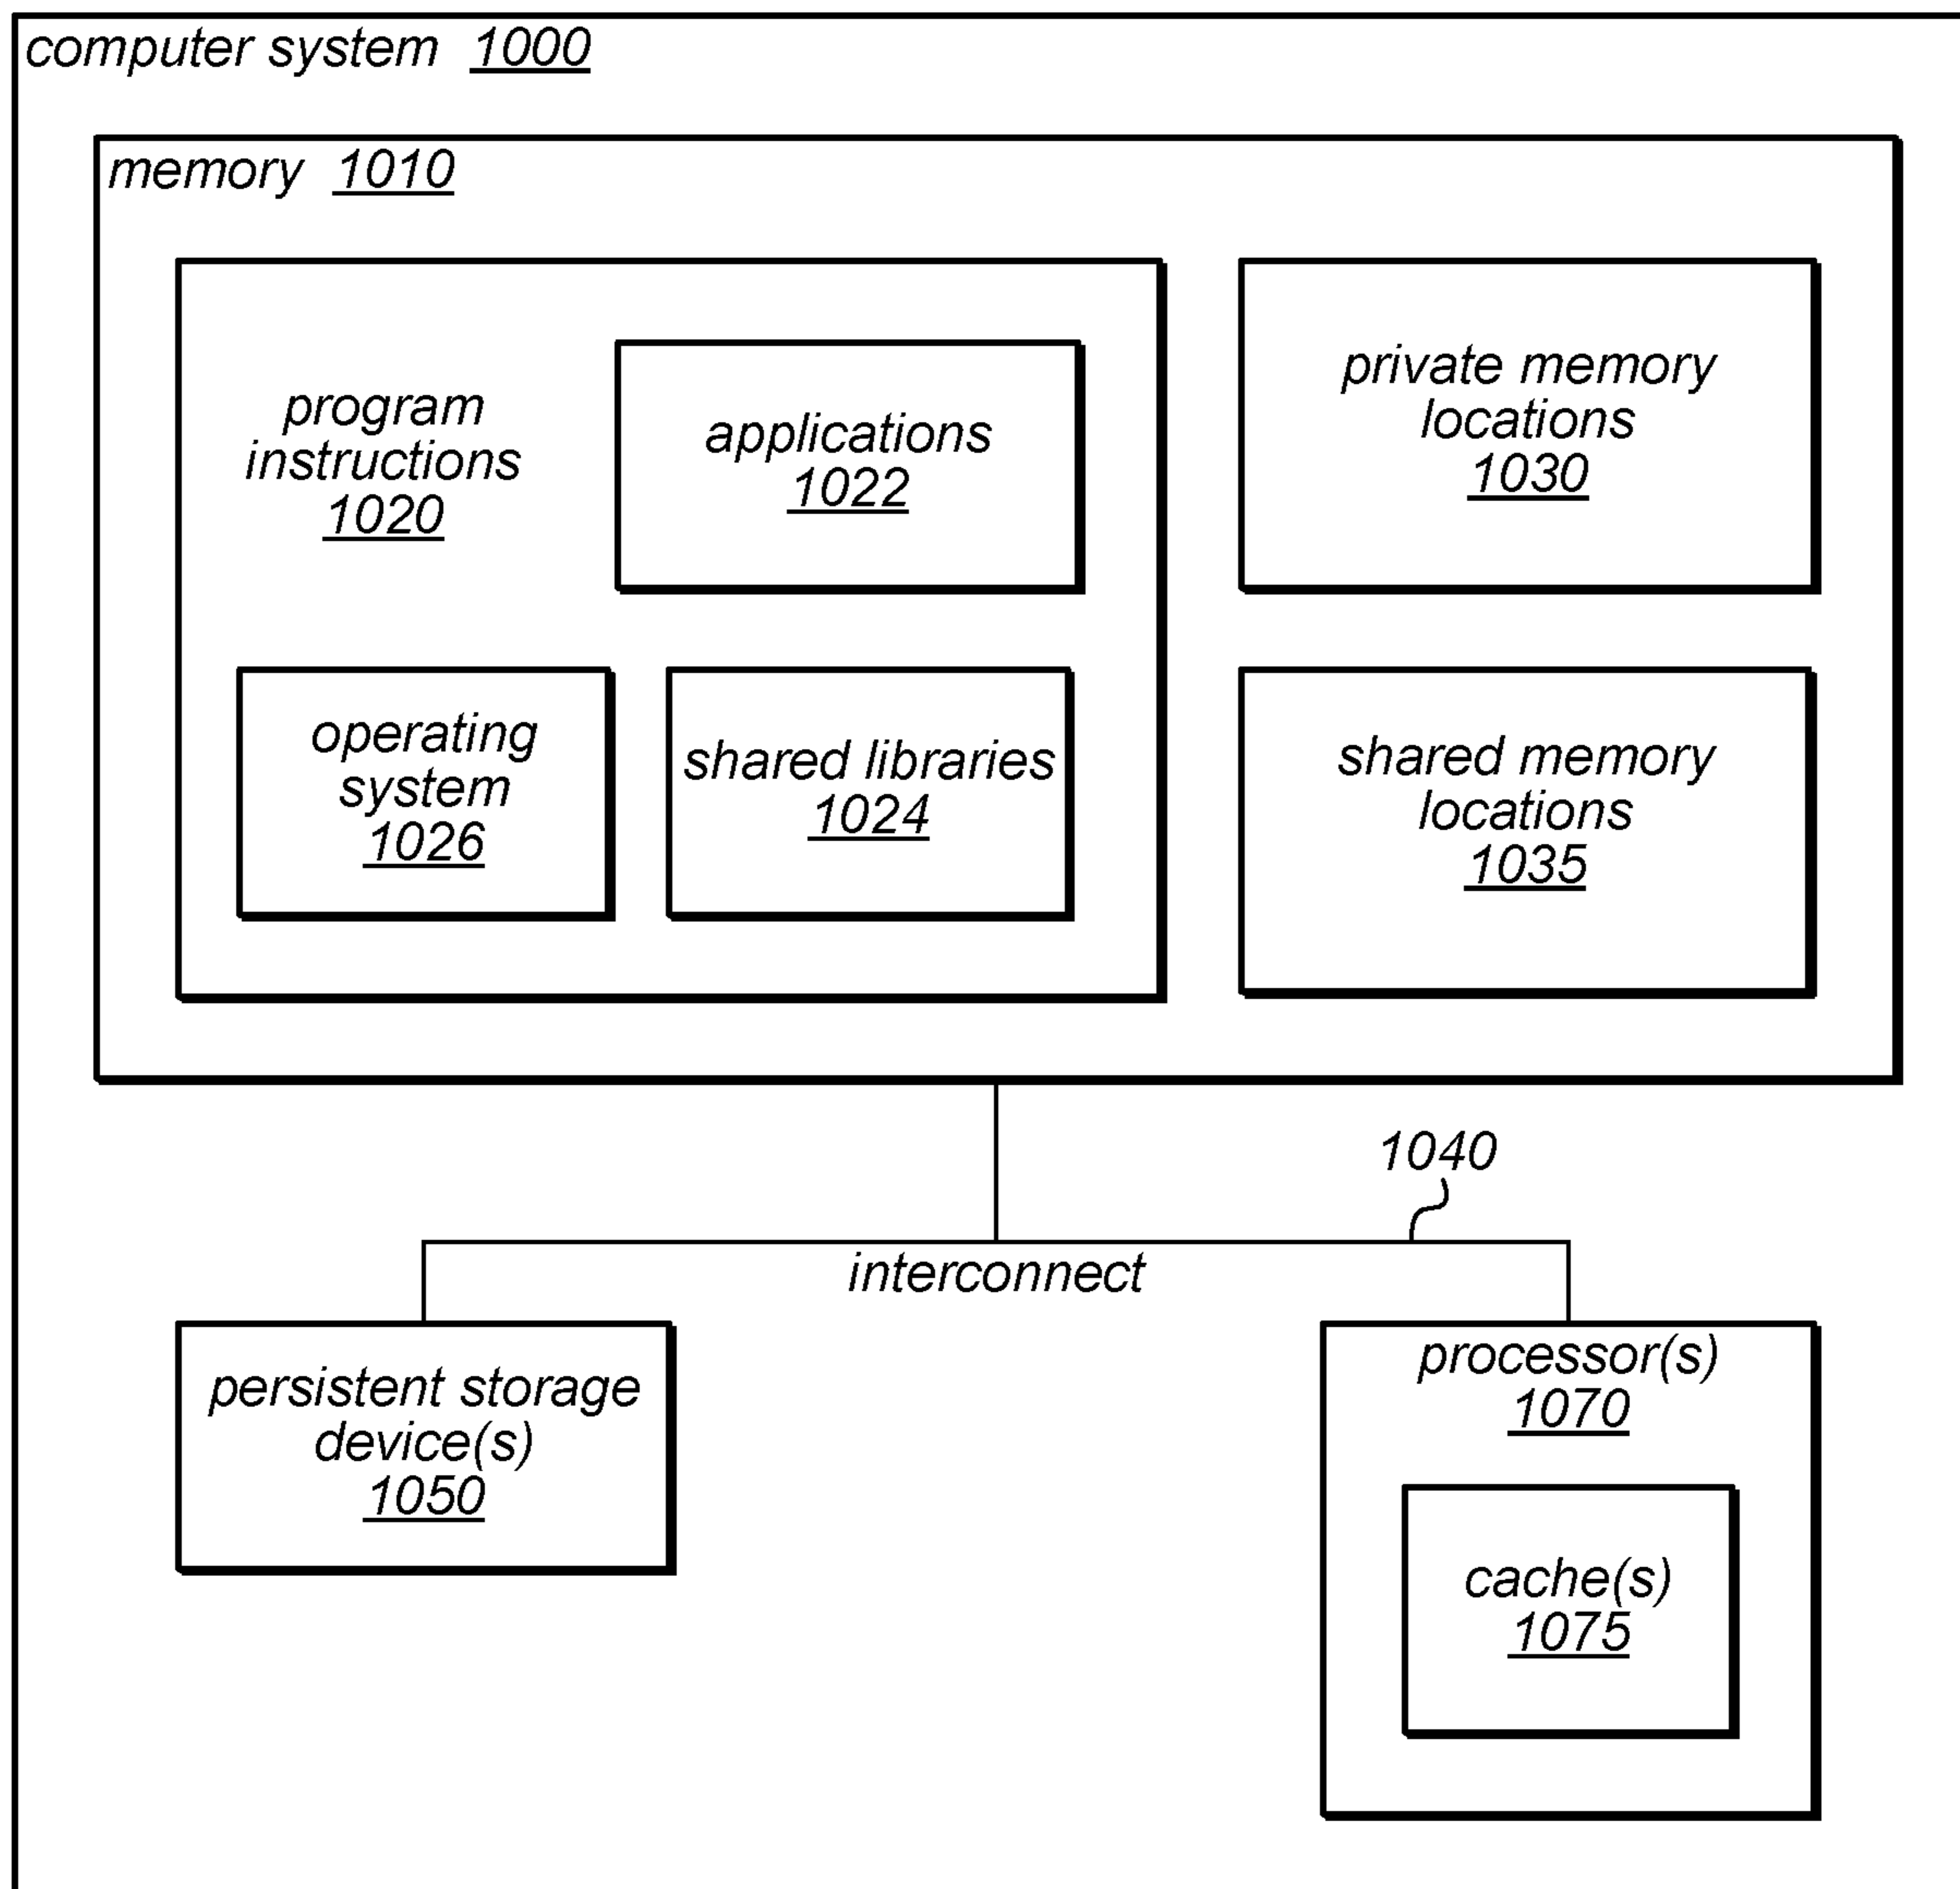 computer system 1000
memory 1010
program
instructions
1020
applications
1022
private memory
locations
1030
operating
system
1026
shared libraries
1024
shared memory
locations
1035
1040
interconnect
persistent storage
device(s)
1050
processor(s)
1070
cache(s)
1075